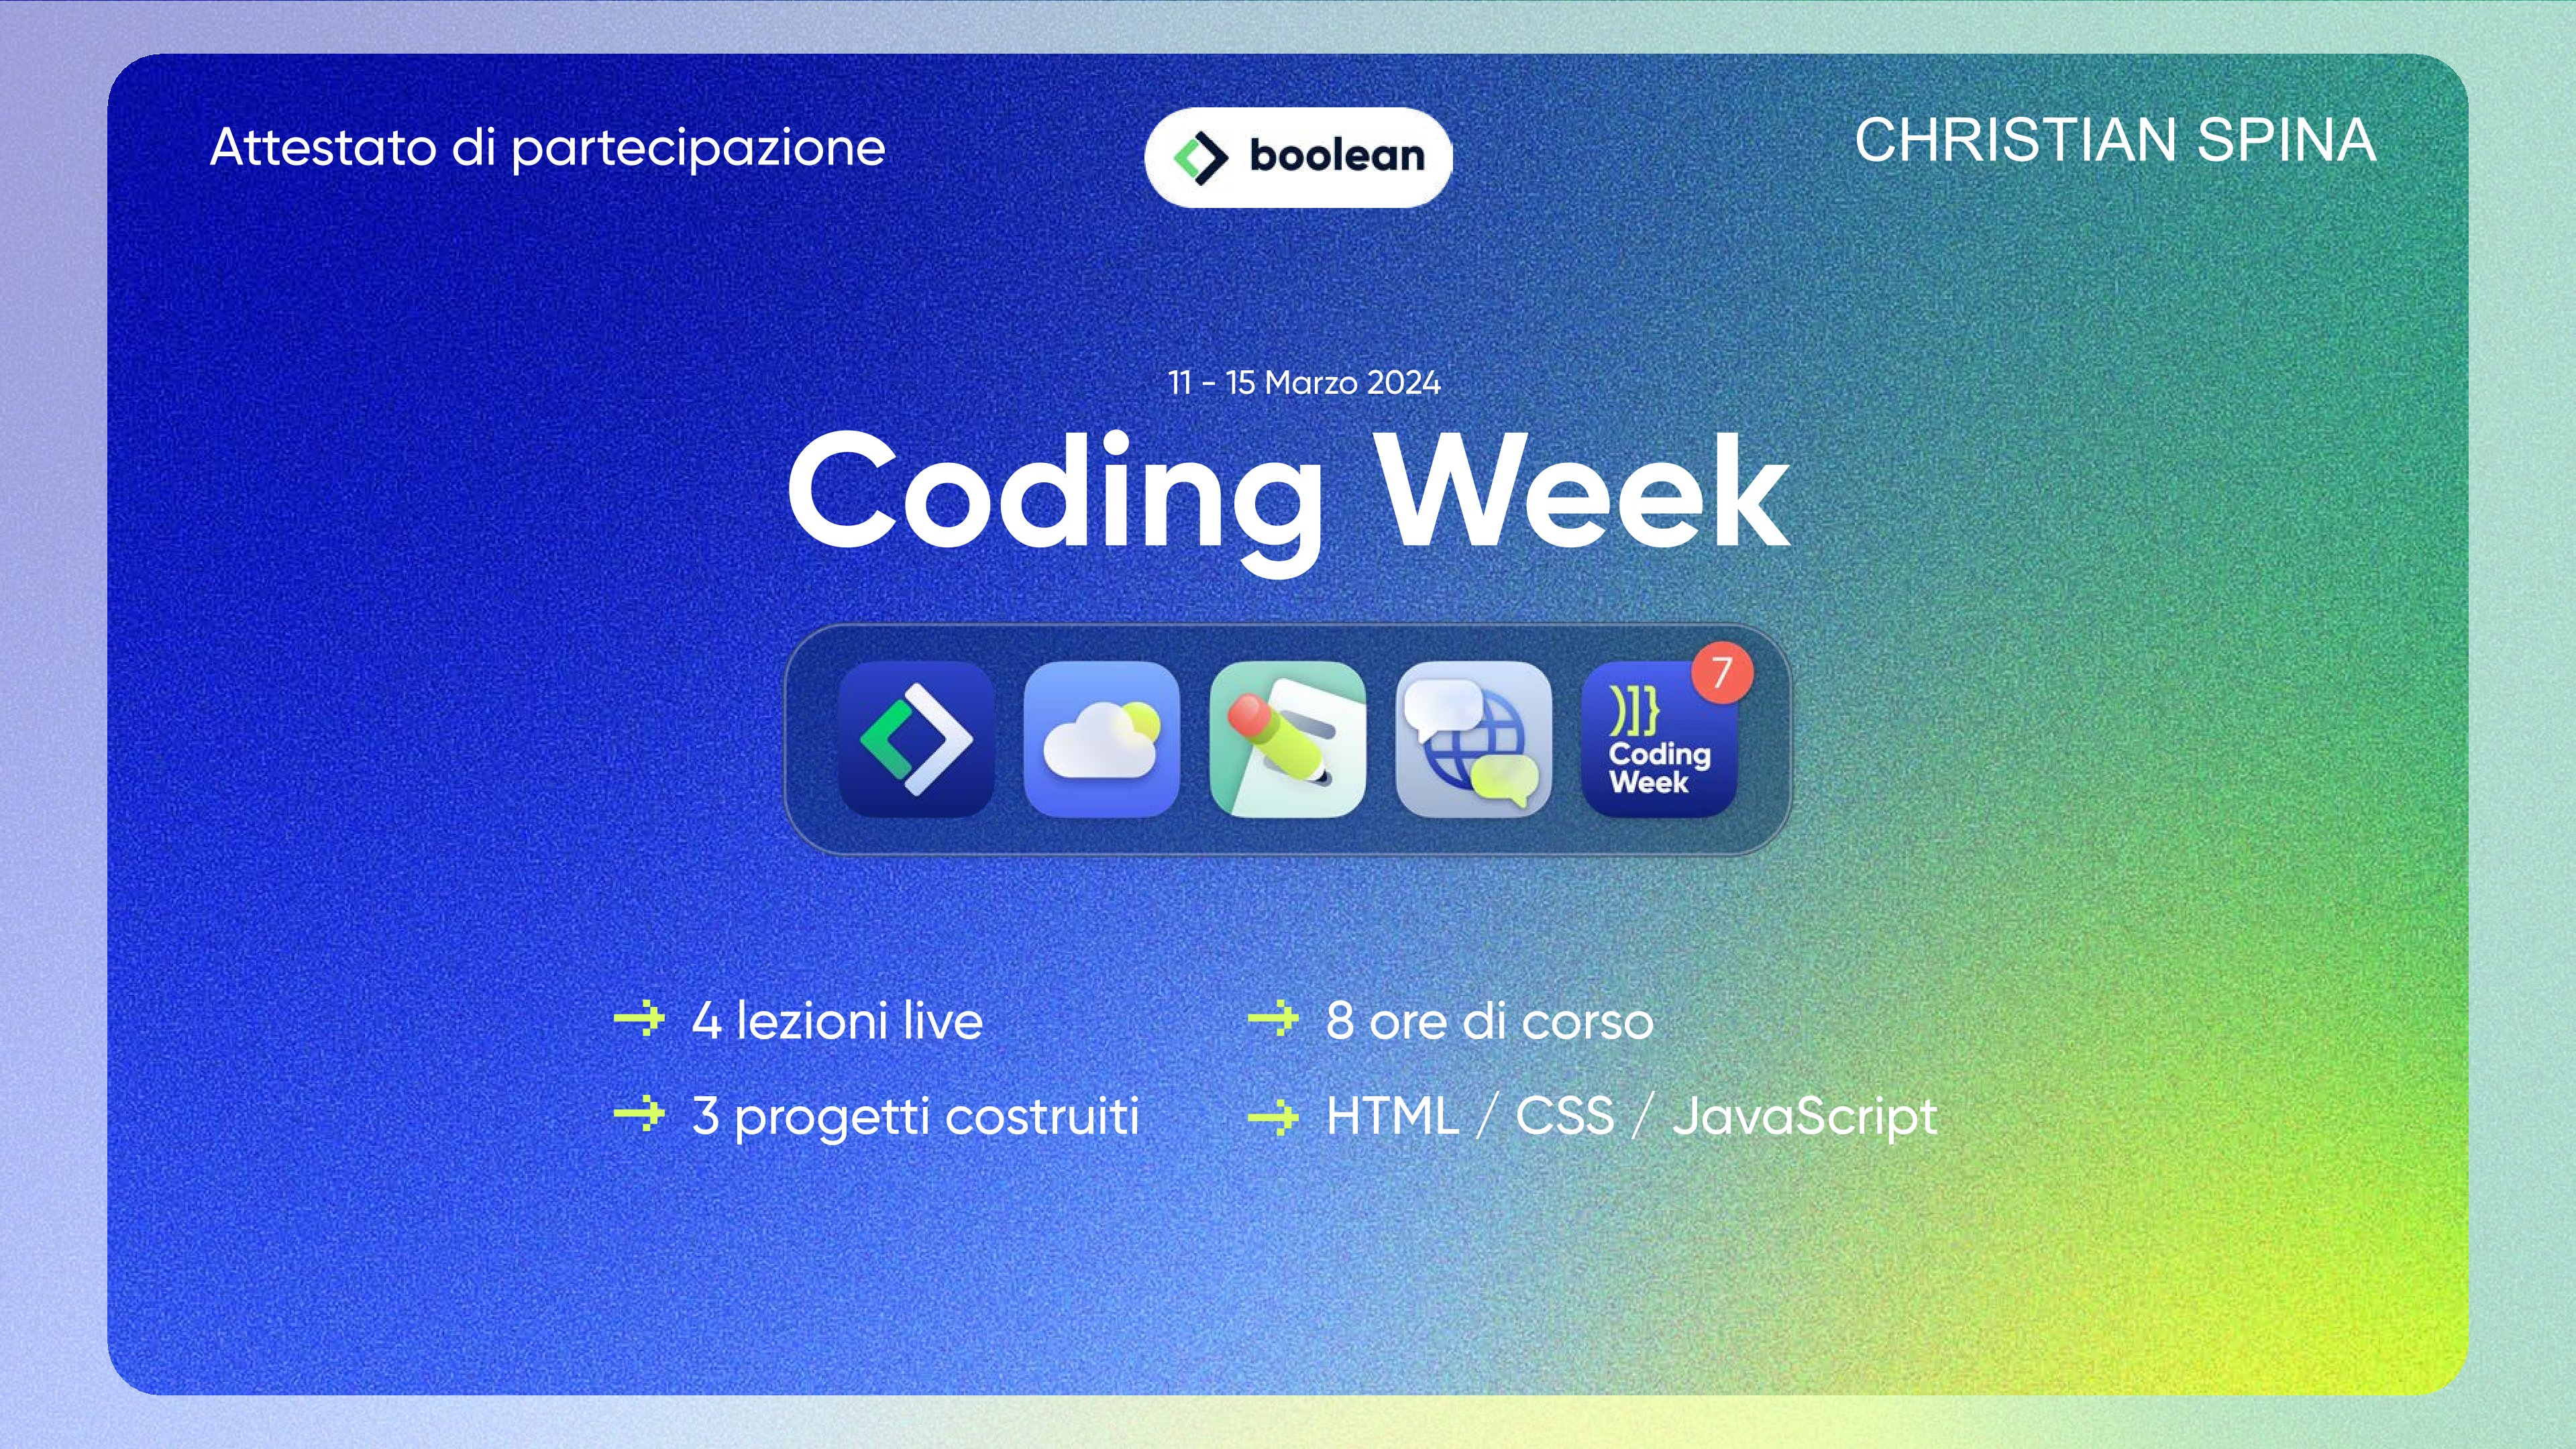 Attestato di partecipazione
boolean
CHRISTIAN SPINA
11 - 15 Marzo 2024
Coding Week
7
)]}
Coding
Week
4 lezioni live
8 ore di corso
3 progetti costruiti
HTML / CSS / JavaScript